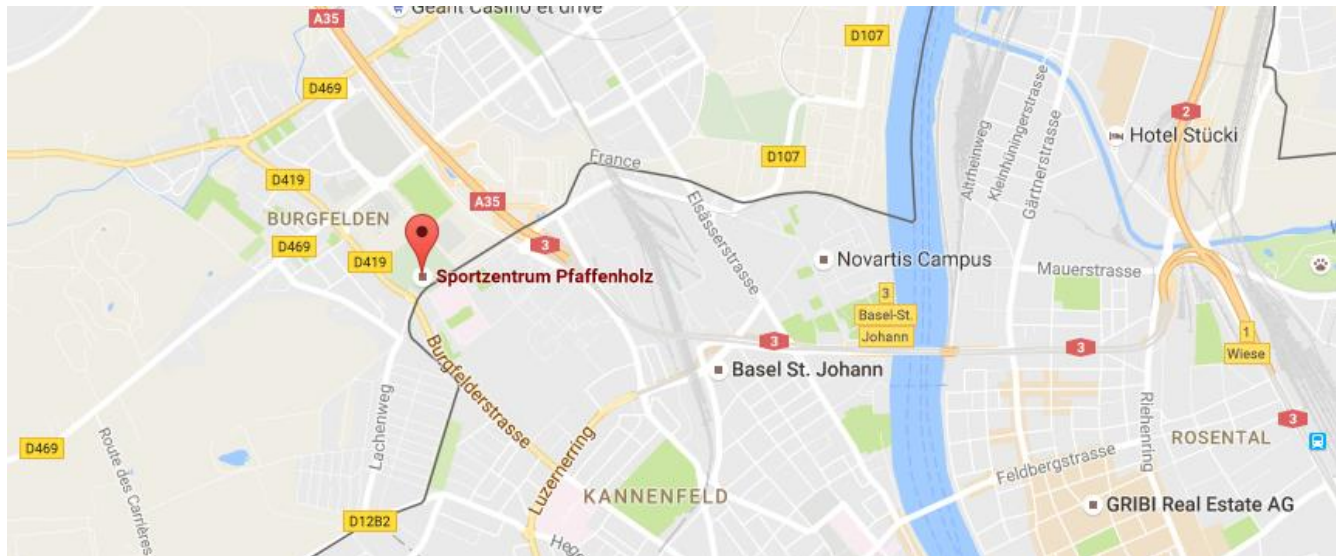 Géant Casino et drive
A35
D107
D469
2
Hotel Stücki
France
D107
Altrheinweg
Kleinhüningerstrasse
Gärtnerstrasse
D419
A35
Elsässerstrasse
BURGFELDEN
D469
3
D419
Sportzentrum Pfaffenholz
Novartis Campus
Mauerstrasse
3
Basel-St.
Johann
3
3
1
Wiese
Basel St. Johann
Burgfelderstrasse
Lachenweg
Luzernerring
Riehenring
3
ROSENTAL
D469
Route des Carrières
Feldbergstrasse
KANNENFELD
GRIBI Real Estate AG
D12B2
Hege